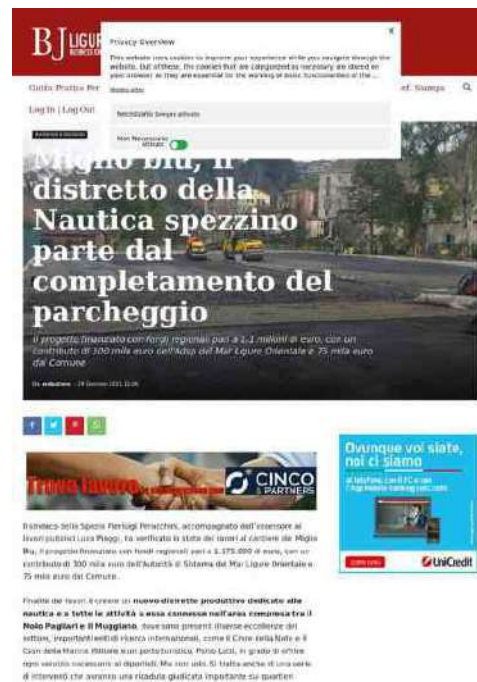 BJ LIGUR
Privacy Overview
x
This website uses cookies to improve your experience while you navigate through the
website. Out of these, the cookies that are categorized as necessary are stored on
your browser as they are essential for the working of basic functionalities of the ...
Mostra altro
Guida Pratica Per
ef. Stampa
Log In | Log Out
Necessario Sempre attivato
Non Necessario
attivato
Miglio Blu, il
distretto della
Nautica spezzino
parte dal
completamento del
parcheggio
Il progetto finanziato con fondi regionali pari a 1.1 milioni di euro, con un
contributo di 300 mila euro dell'Adsp del Mar Ligure Orientale e 75 mila euro
dal Comune
Da redazione - 29 Gennaio 2021
Trova lavoro
CINCO
& PARTNERS
Ovunque voi siate,
noi ci siamo
UniCredit
Il sindaco della Spezia Pierluigi Peracchini, accompagnato dall'assessore ai
lavori pubblici Luca Piaggi, ha verificato lo stato dei lavori al cantiere del Miglio
Blu, il progetto finanziato con fondi regionali pari a 1.175.000 di euro, con un
contributo di 300 mila euro dell'Autorità di Sistema del Mar Ligure Orientale e
75 mila euro dal Comune.
Finalità dei lavori è creare un nuovo distretto produttivo dedicato alla
nautica e a tutte le attività a essa connesse nell'area compresa tra il
Molo Pagliari e il Muggiano, dove sono presenti diverse eccellenze del
settore, importanti enti di ricerca internazionali, come il Cmre della Nato e il
Cssn della Marina Militare e un porto turistico, Porto Lotti, in grado di offrire
ogni servizio necessario ai diportisti. Ma non solo. Si tratta anche di una serie
di interventi che avranno una ricaduta giudicata importante sui quartieri